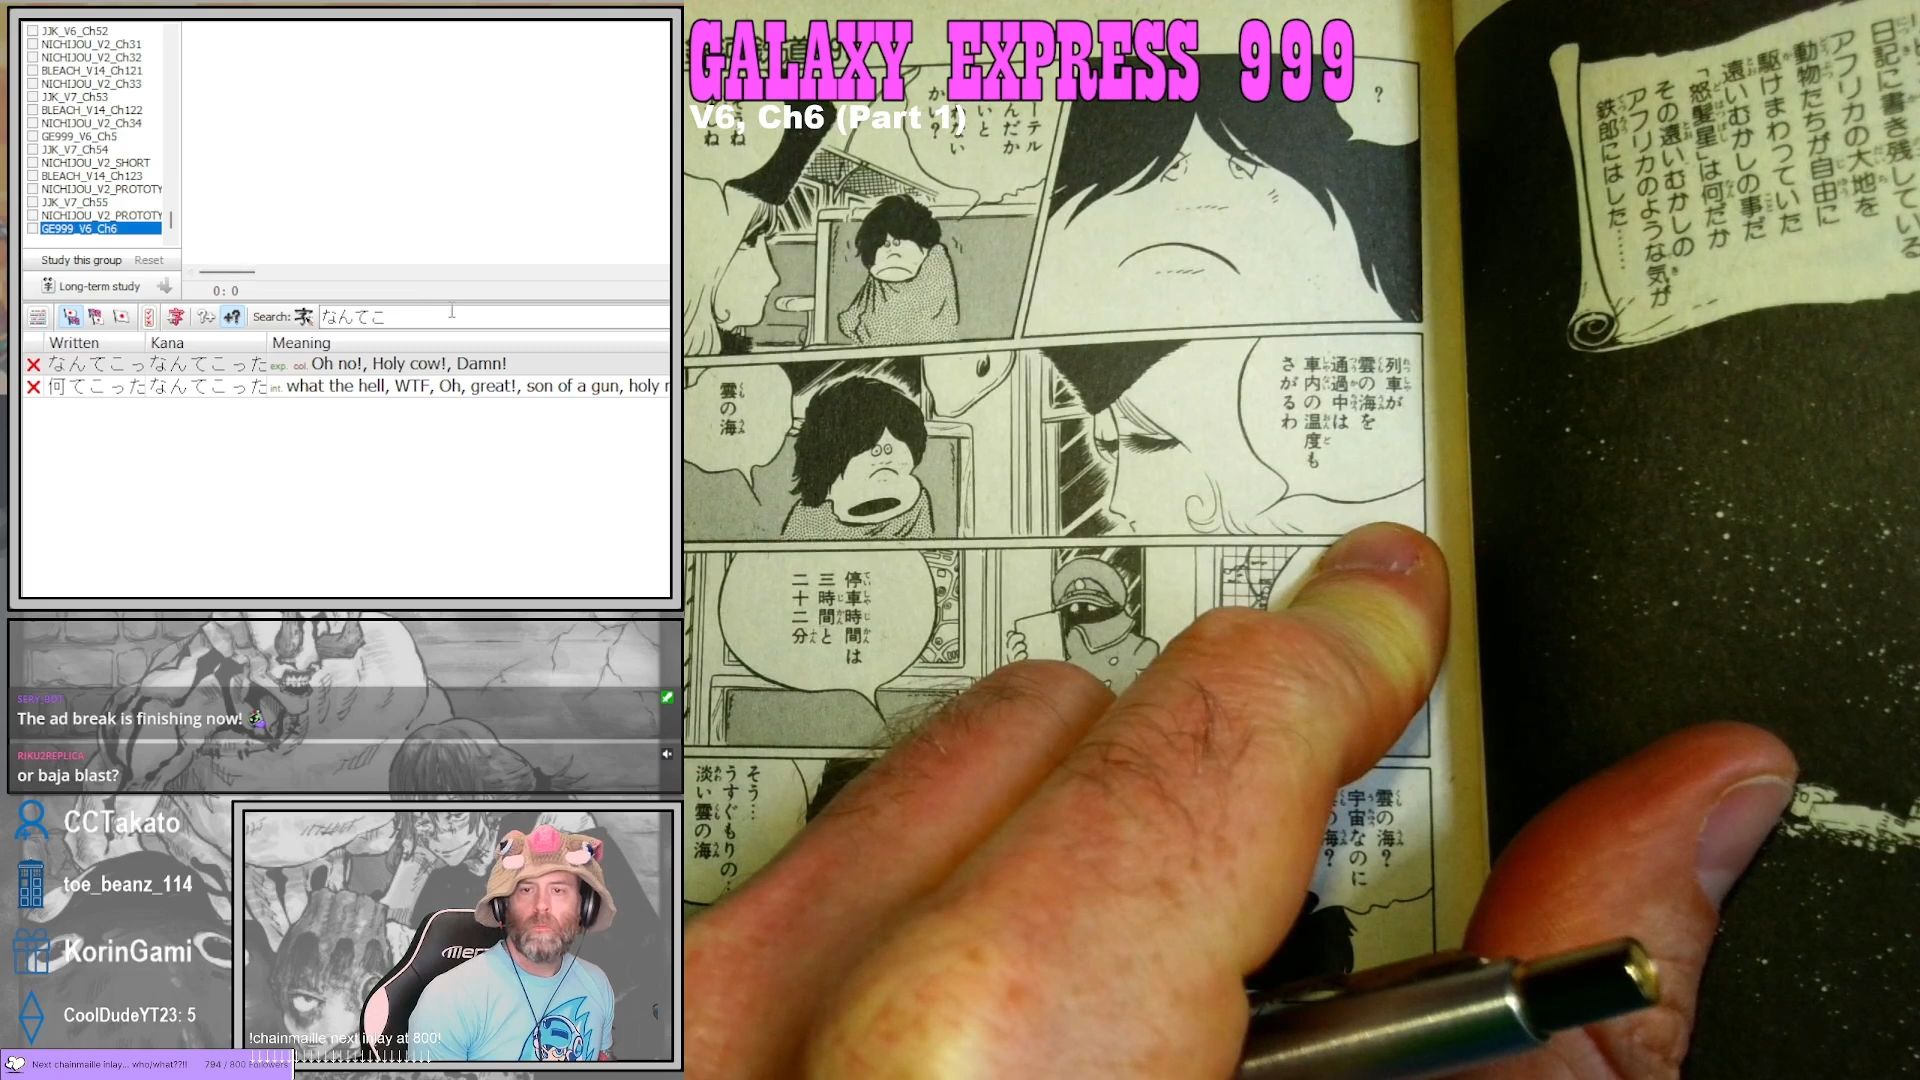 JJK_V6_Ch52
NICHIJOU_V2_Ch31
NICHIJOU_V2_Ch32
BLEACH_V14_Ch121
NICHIJOU_V2_Ch33
JJK_V7_Ch53
BLEACH_V14_Ch122
NICHIJOU_V2_Ch34
GE999_V6_Ch5
JJK_V7_Ch54
NICHIJOU_V2_SHORT
BLEACH_V14_Ch123
NICHIJOU_V2_PROTOTY
JJK_V7_Ch55
NICHIJOU_V2_PROTOTY
GE999_V6_Ch6
Study this group Reset
Long-term study
0: 0
Search: なんてこ
Written Kana Meaning
なんてこっ なんてこった exp. col. Oh no!, Holy cow!, Damn!
何てこった なんてこった int. what the hell, WTF, Oh, great!, son of a gun, holy
SERY_BOT
The ad break is finishing now!
RIKU2REPLICA
or baja blast?
CCTakato
toe_beanz_114
KorinGami
CoolDudeYT23: 5
!chainmaille next inlay at 800!
Next chainmaille inlay... who/what??!! 794 / 800 Followers
GALAXY EXPRESS 999
V6, Ch6 (Part 1)
?
列車が
雲の海を
通過中は
車内の温度も
さがるわ
雲の海
停車時間は
三時間と
二十二分
雲の海?
宇宙なのに
海?
そう…
うすぐもりの…
淡い雲の海
日記に書き残している
アフリカの大地を
動物たちが自由に
駆けまわっていた
遠いむかしの事だ
「怒髪星」は何だか
その遠いむかしの
アフリカのような気が
鉄郎にはした……